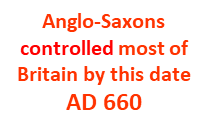 Anglo-Saxons
controlled most of
Britain by this date
AD 660